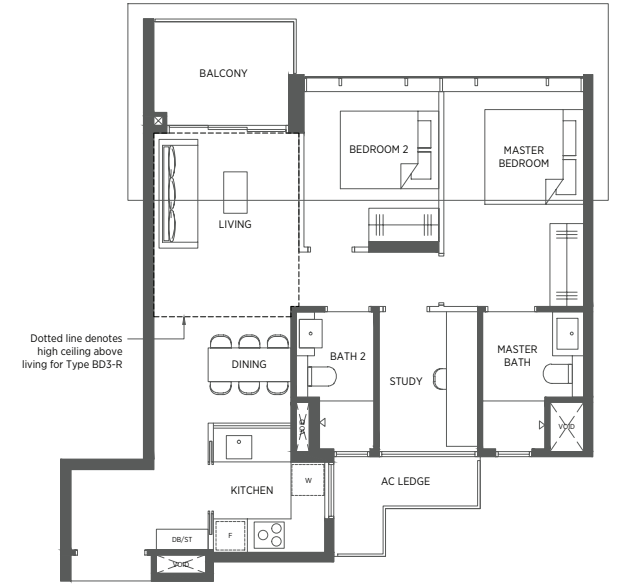 BALCONY
BEDROOM 2
MASTER
BEDROOM
LIVING
Dotted line denotes
high ceiling above
living for Type BD3-R
DINING
BATH 2
STUDY
MASTER
BATH
VOID
VOID
KITCHEN
W
AC LEDGE
DB/ST
F
VOID